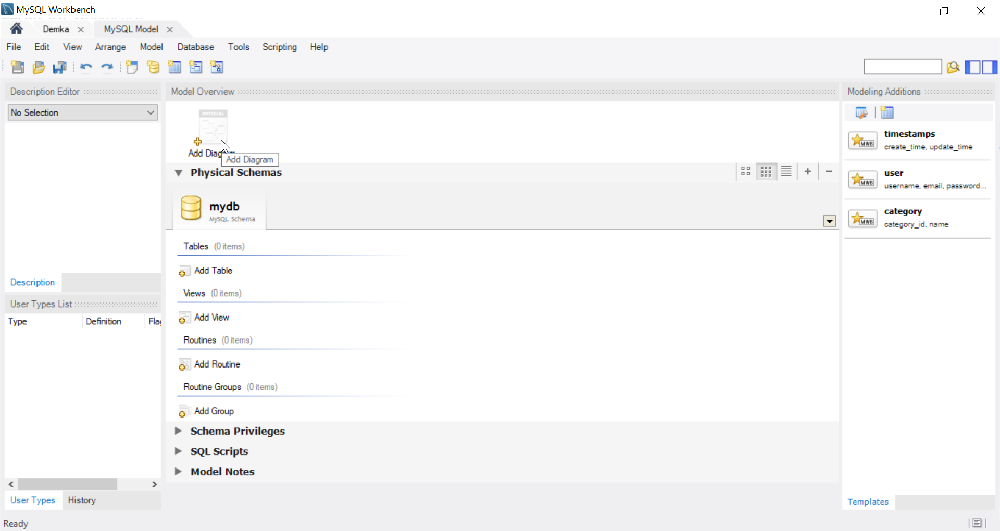 MySQL Workbench
Demka
MySQL Model
File Edit View Arrange Model Database Tools Scripting Help
Description Editor
No Selection
Description
User Types List
Type Definition
User Types History
Model Overview
PHYSICAL
Add
Add Diagram
Physical Schemas
mydb
MySQL Schema
Tables (0 items)
Add Table
Views (0 items)
Add View
Routines (0 items)
Add Routine
Routine Groups (0 items)
Add Group
Schema Privileges
SQL Scripts
Model Notes
Modeling Additions
MWB
timestamps
create_time, update_time
MWB
user
username, email, password...
MWB
category
category_id, name
Templates
Ready